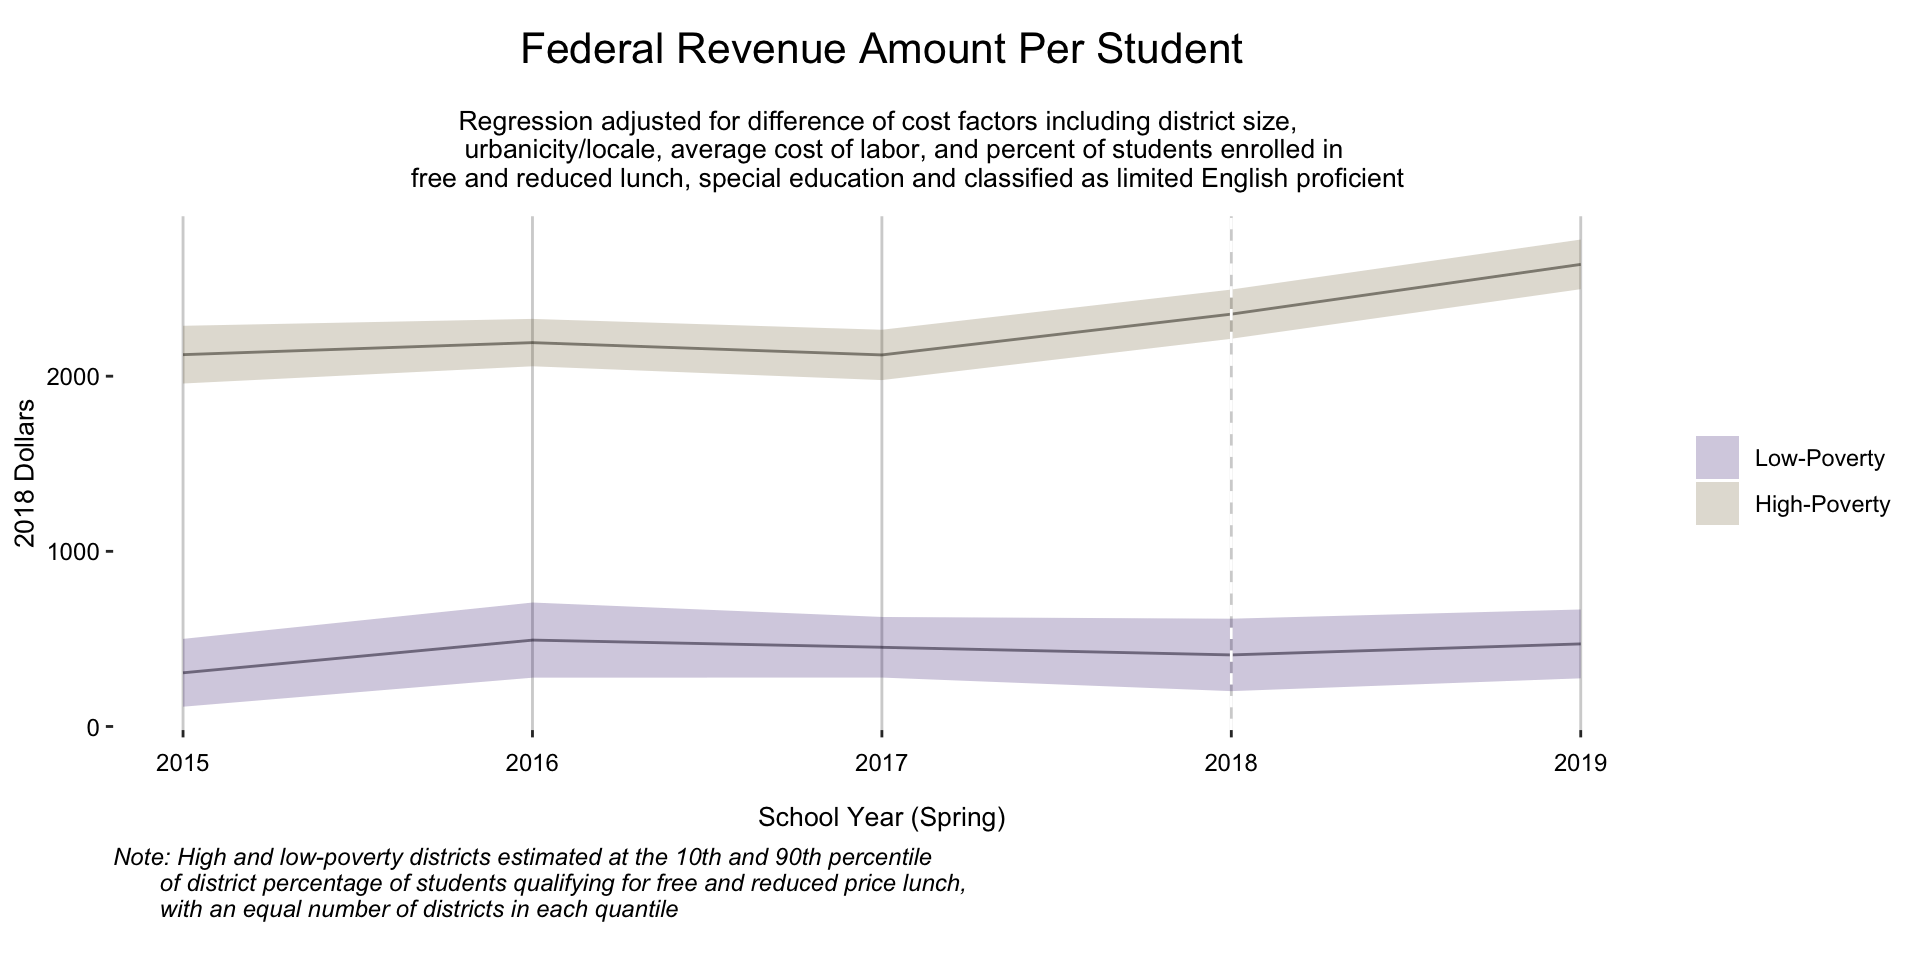 Federal Revenue Amount Per Student
Regression adjusted for difference of cost factors including district size,
urbanicity/locale, average cost of labor, and percent of students enrolled in
free and reduced lunch, special education and classified as limited English proficient
2018 Dollars
2000
1000
0
2015 2016 2017 2018 2019
School Year (Spring)
Low-Poverty
High-Poverty
Note: High and low-poverty districts estimated at the 10th and 90th percentile
of district percentage of students qualifying for free and reduced price lunch,
with an equal number of districts in each quantile